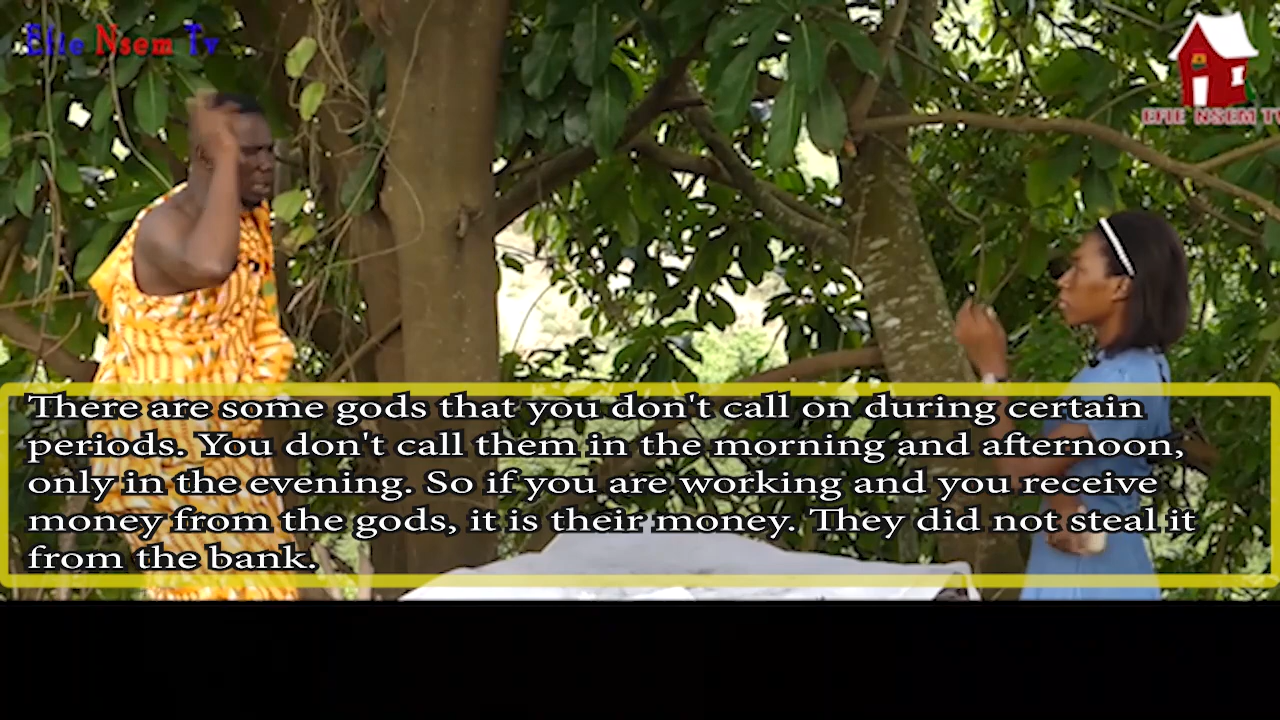 Efie Nsem Tv
EFIE NSEM TV
There are some gods that you don't call on during certain
periods. You don't call them in the morning and afternoon,
only in the evening. So if you are working and you receive
money from the gods, it is their money. They did not steal it
from the bank.